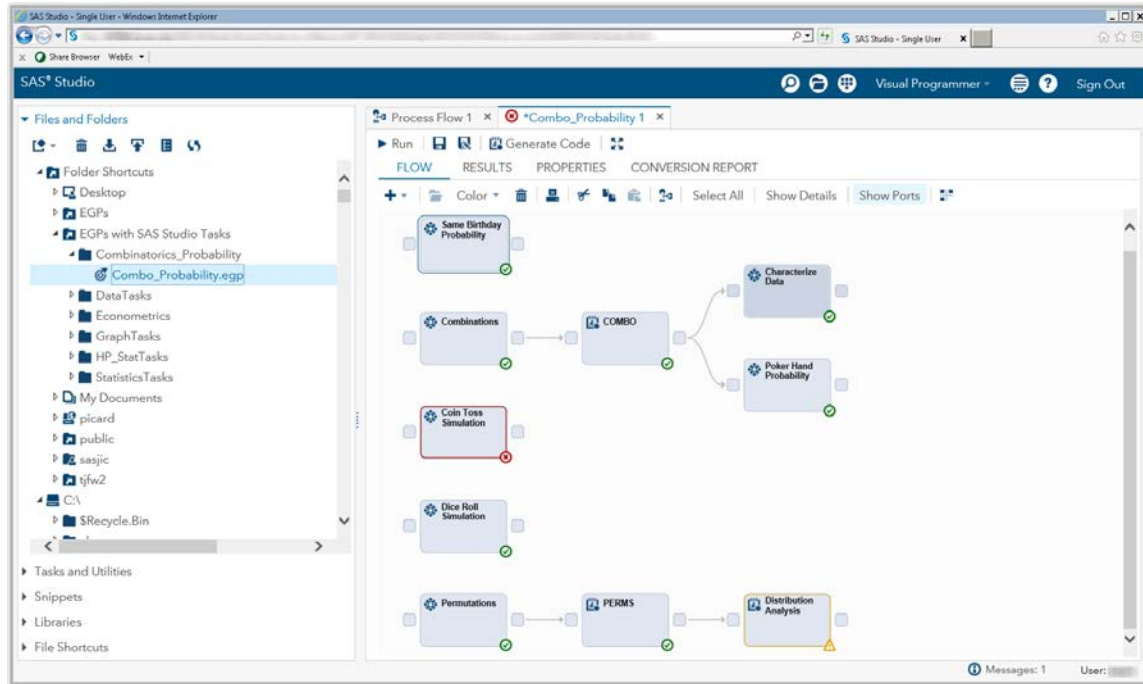 SAS Studio - Single User - Windows Internet Explorer
SAS Studio - Single User
x Share Browser WebEx
SAS® Studio
Visual Programmer
Sign Out
Files and Folders
Folder Shortcuts
Desktop
EGPs
EGPs with SAS Studio Tasks
Combinatorics_Probability
Combo_Probability.egp
DataTasks
Econometrics
GraphTasks
HP_StatTasks
StatisticsTasks
My Documents
picard
public
sasjic
tjfw2
C:\
$Recycle.Bin
Tasks and Utilities
Snippets
Libraries
File Shortcuts
Process Flow 1 × *Combo_Probability 1 ×
Run Generate Code
FLOW RESULTS PROPERTIES CONVERSION REPORT
Color Select All Show Details Show Ports
Same Birthday
Probability
Characterize
Data
Combinations
COMBO
Poker Hand
Probability
Coin Toss
Simulation
Dice Roll
Simulation
Permutations
PERMS
Distribution
Analysis
Messages: 1 User: